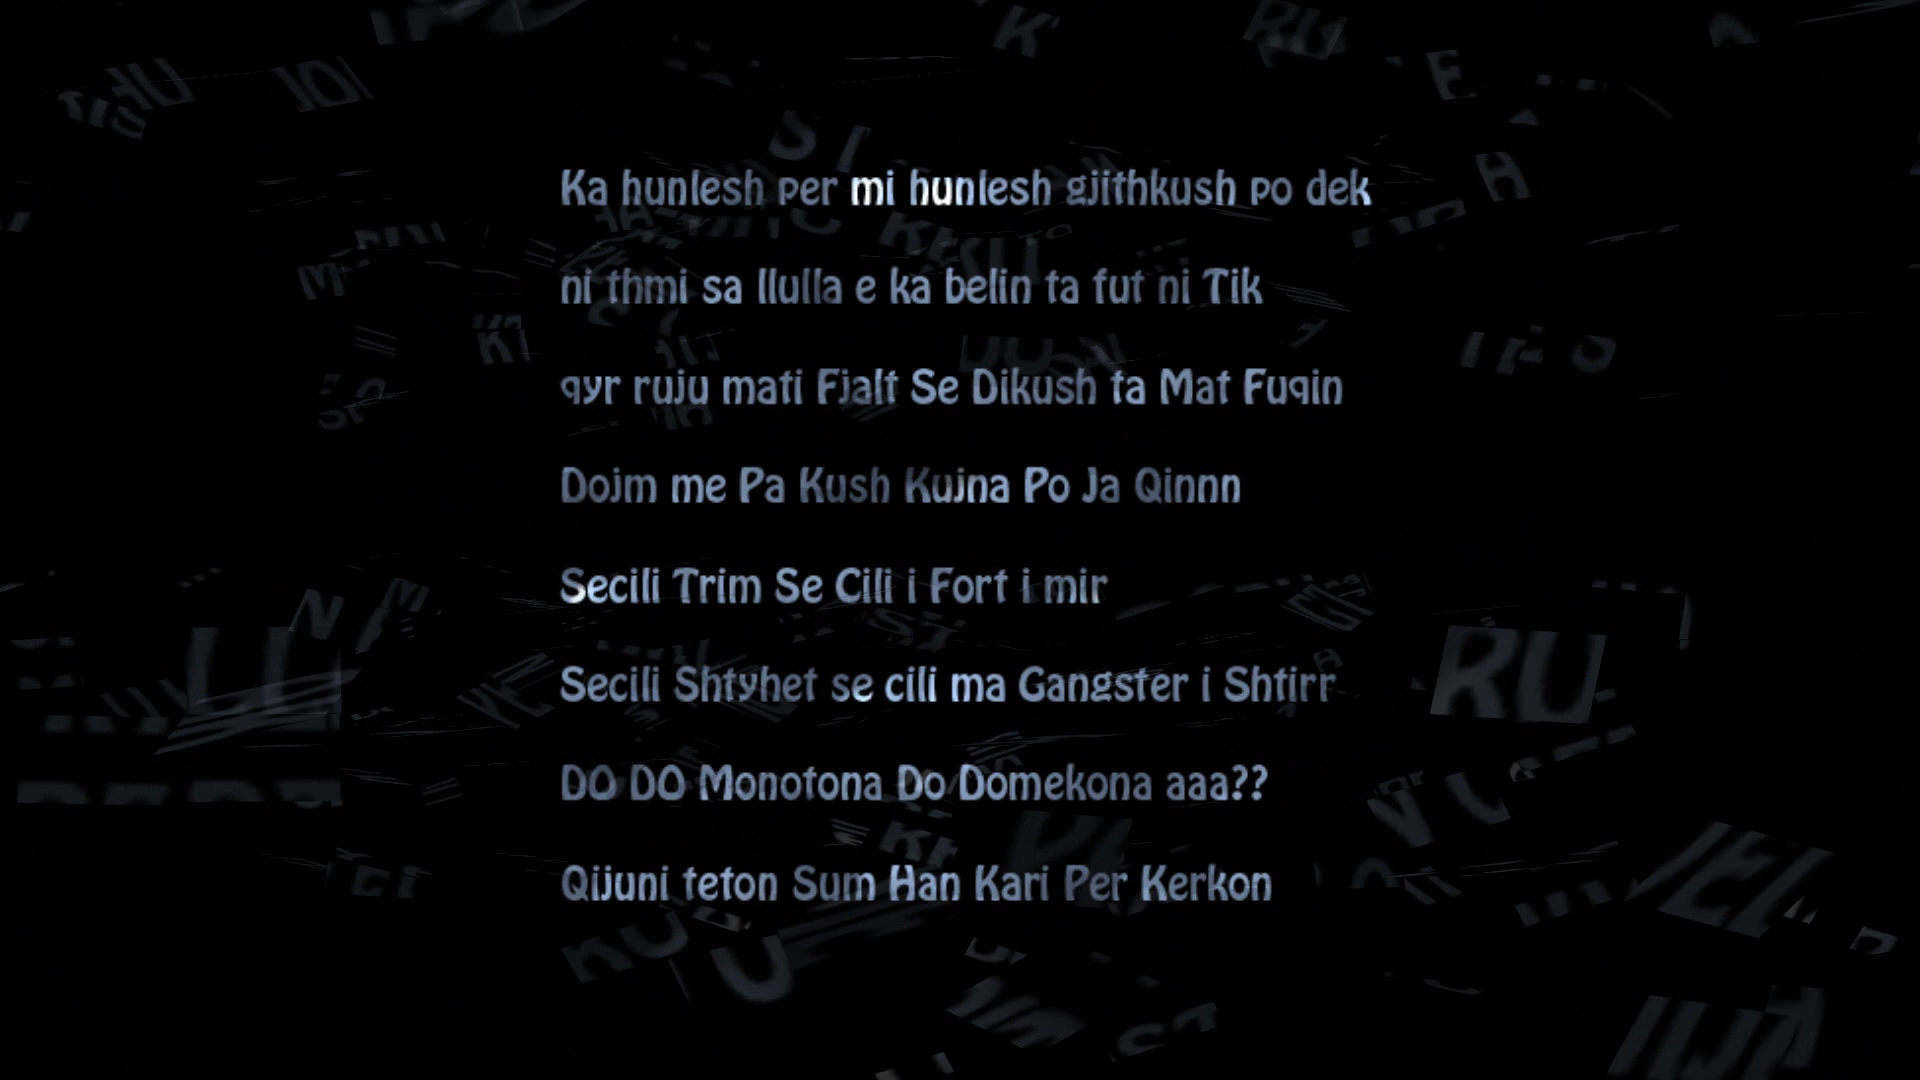 Ka hunlesh per mi hunlesh gjithkush po dek
ni thmi sa llulla e ka belin ta fut ni Tik
qyr ruju mati Fjalt Se Dikush ta Mat Fuqin
Dojm me Pa Kush Kujna Po Ja Qinnn
Secili Trim Se Cili i Fort i mir
Secili Shtyhet se cili ma Gangster i Shtirr
DO DO Monotona Do Domekona aaa??
Qijuni teton Sum Han Kari Per Kerkon